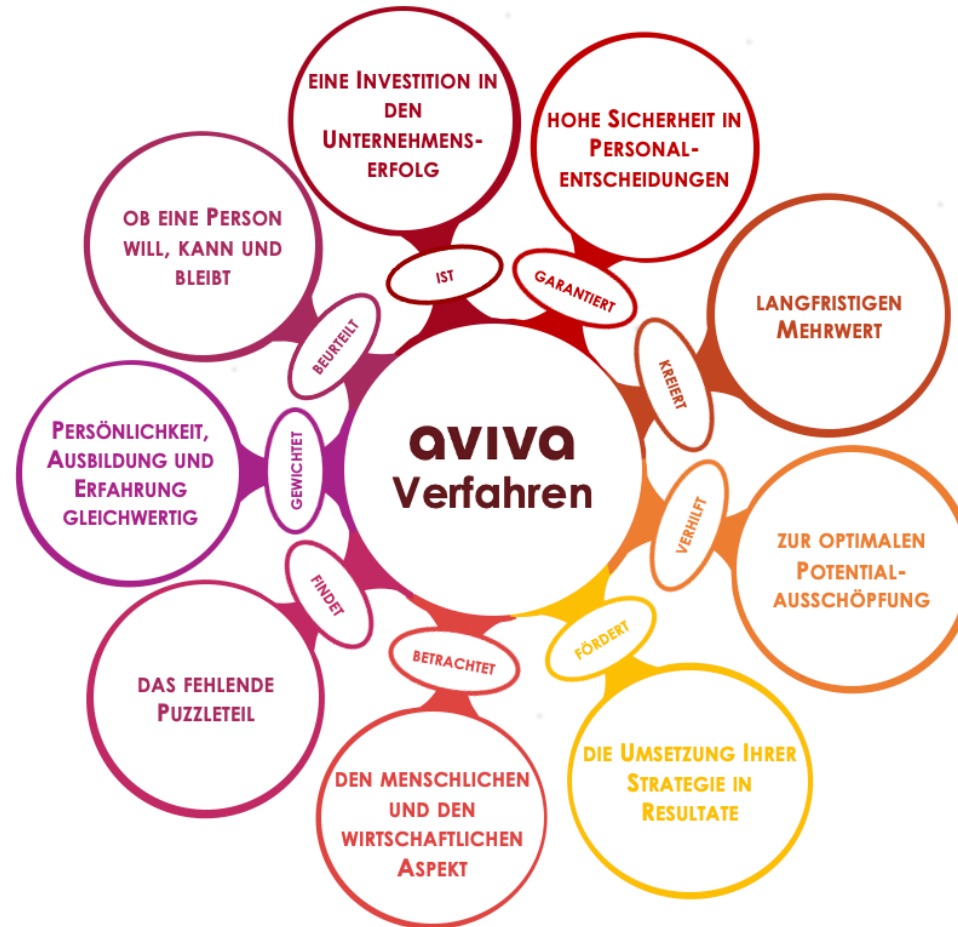 aviva
Verfahren
IST
EINE INVESTITION IN
DEN
UNTERNEHMENS-
ERFOLG
GARANTIERT
HOHE SICHERHEIT IN
PERSONAL-
ENTSCHEIDUNGEN
KREIERT
LANGFRISTIGEN
MEHRWERT
VERHILFT
ZUR OPTIMALEN
POTENTIAL-
AUSSCHÖPFUNG
FÖRDERT
DIE UMSETZUNG IHRER
STRATEGIE IN
RESULTATE
BETRACHTET
DEN MENSCHLICHEN
UND DEN
WIRTSCHAFTLICHEN
ASPEKT
FINDET
DAS FEHLENDE
PUZZLETEIL
GEWICHTET
PERSÖNLICHKEIT,
AUSBILDUNG UND
ERFAHRUNG
GLEICHWERTIG
BEURTEILT
OB EINE PERSON
WILL, KANN UND
BLEIBT